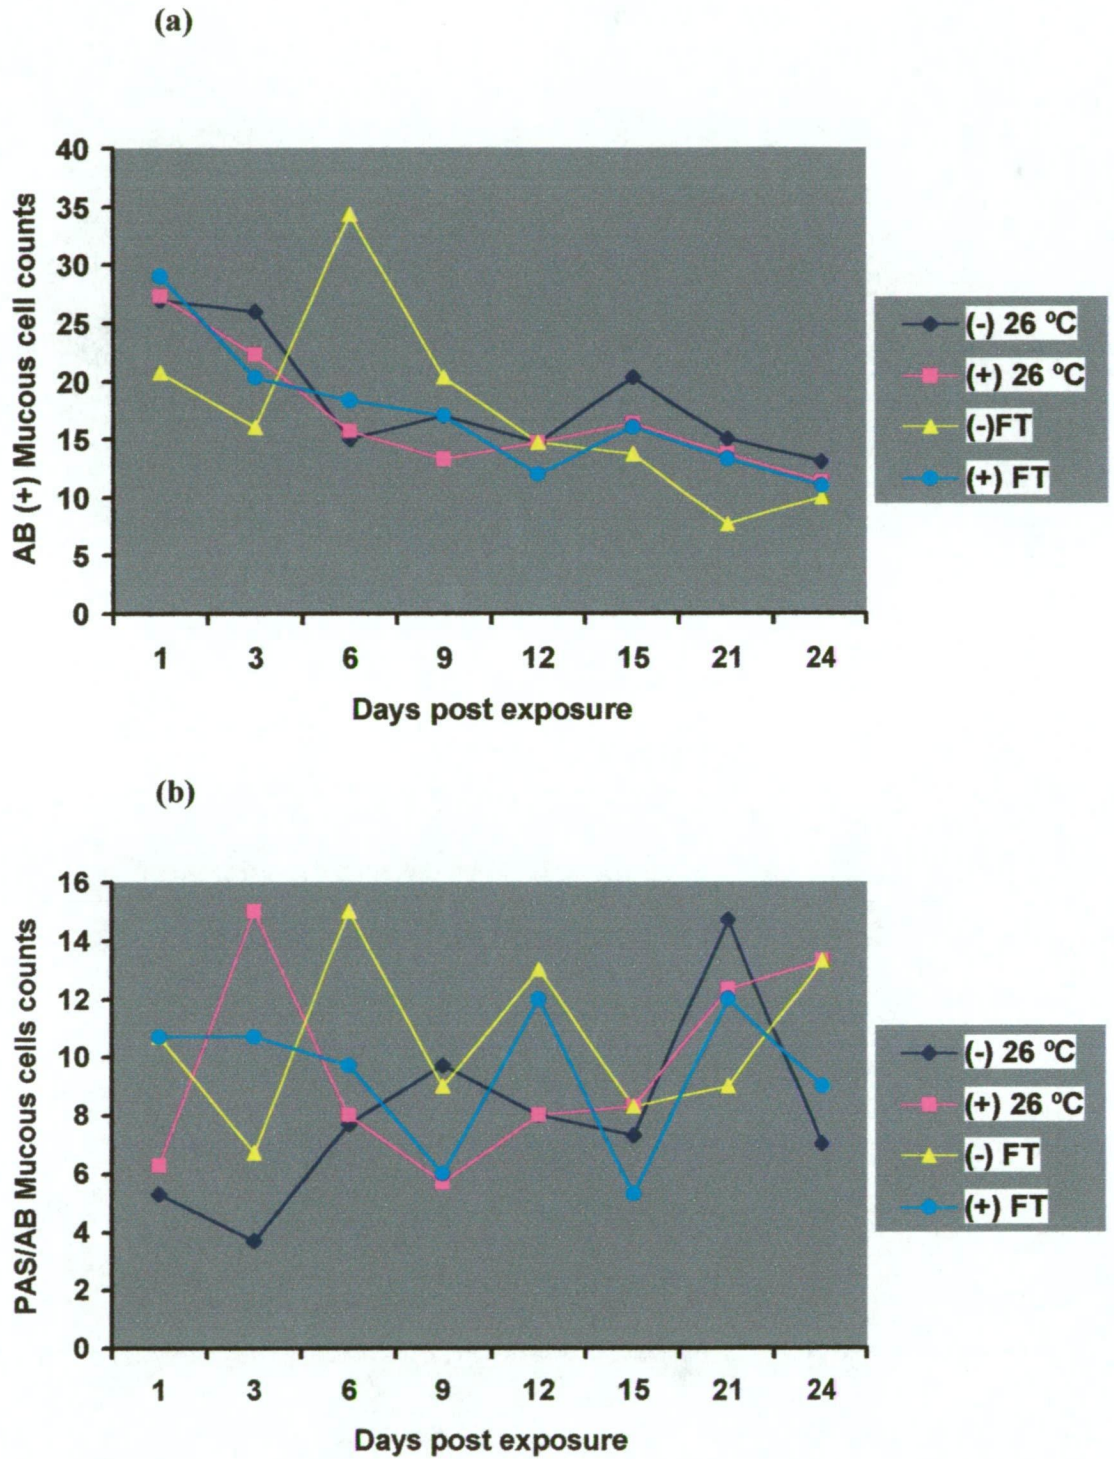 (a)
40
35
30
25
20
15
10
5
0
AB (+) Mucous cell counts
1 3 6 9 12 15 21 24
Days post exposure
(-) 26 ºC
(+) 26 ºC
(-)FT
(+) FT
(b)
16
14
12
10
8
6
4
2
0
PAS/AB Mucous cells counts
1 3 6 9 12 15 21 24
Days post exposure
(-) 26 ºC
(+) 26 ºC
(-) FT
(+) FT